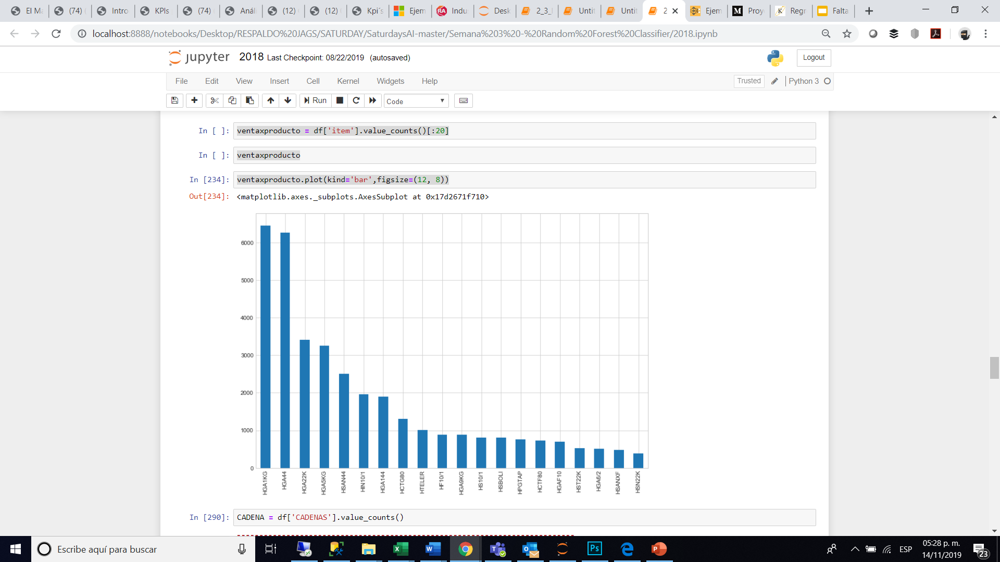 El Ma
(74)
Intro
KPIs
(74)
Anál
(12)
(12)
Kpi´s
Ejem
Indu
Desk
2_3_
Untit
Untit
2
Ejem
Proy
Regr
Falta
localhost:8888/notebooks/Desktop/RESPALDO%20JAGS/SATURDAY/SaturdaysAI-master/Semana%203%20-%20Random%20Forest%20Classifier/2018.ipynb
jupyter 2018 Last Checkpoint: 08/22/2019 (autosaved)
Logout
File Edit View Insert Cell Kernel Widgets Help
Trusted Python 3
Run Code
In [ ]: ventaxproducto = df['item'].value_counts()[:20]
In [ ]: ventaxproducto
In [234]: ventaxproducto.plot(kind='bar',figsize=(12, 8))
Out[234]: <matplotlib.axes._subplots.AxesSubplot at 0x17d2671f710>
6000
5000
4000
3000
2000
1000
0
HGA1KG
HGA44
HGA22K
HGA5KG
HSAN44
HIN10/1
HGA144
HCTG80
HTELER
HF10/1
HGA9KG
HS10/1
HSBOLI
HPGTAP
HCTF80
HGAF10
HST22K
HGA6/2
HSANXF
HSN22K
In [290]: CADENA = df['CADENAS'].value_counts()
Escribe aquí para buscar
ESP
05:28 p. m.
14/11/2019
23